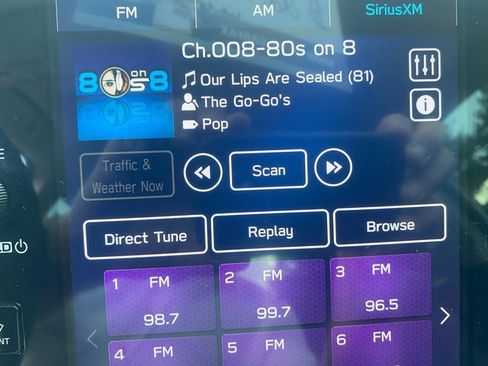 FM AM SiriusXM
Ch.008-80s on 8
8 on 0s 8
Our Lips Are Sealed (81)
The Go-Go's
Pop
Traffic &
Weather Now
Scan
Direct Tune Replay Browse
1 FM 2 FM 3 FM
98.7 99.7 96.5
4 FM 5 FM 6 FM